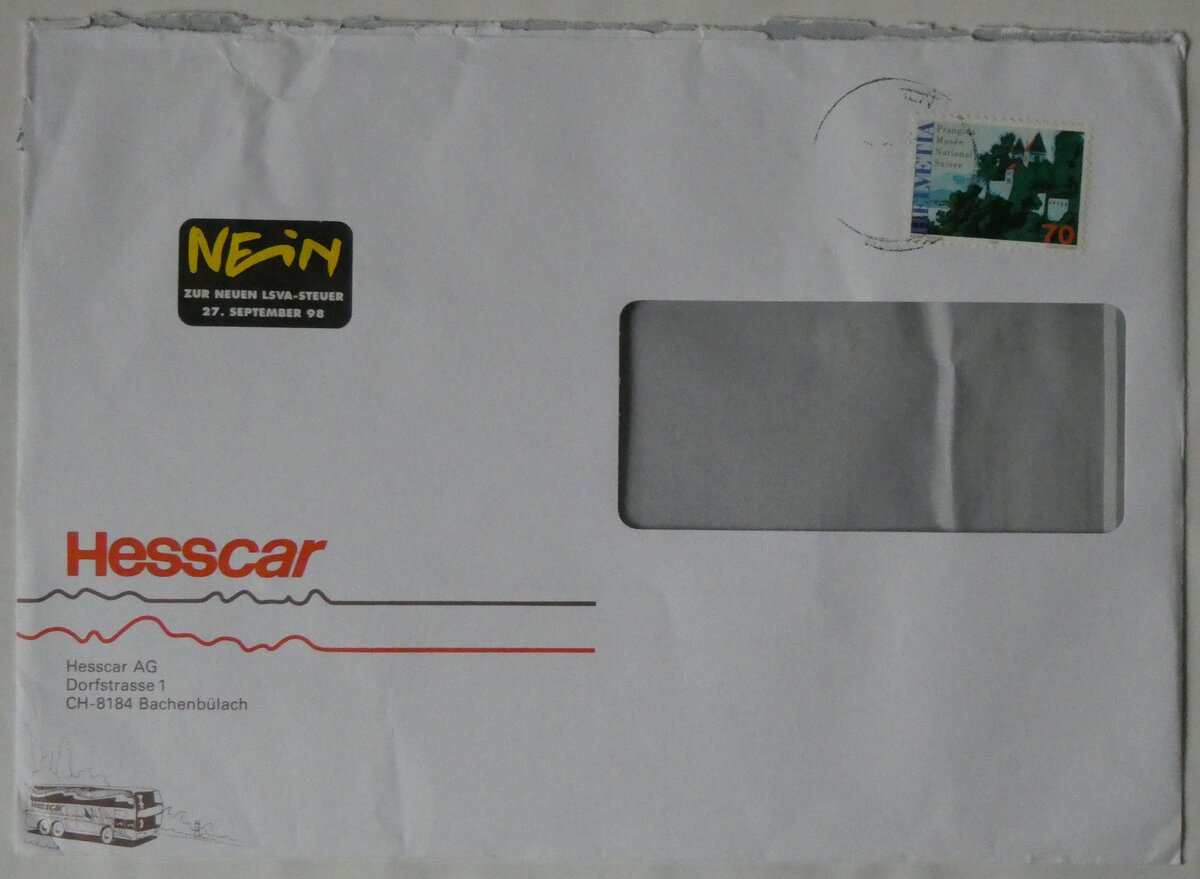 HELVETIA
Prangins
Musée
National
Suisse
70
NEiN
ZUR NEUEN LSVA-STEUER
27. SEPTEMBER 98
Hesscar
Hesscar AG
Dorfstrasse 1
CH-8184 Bachenbülach
Hesscar